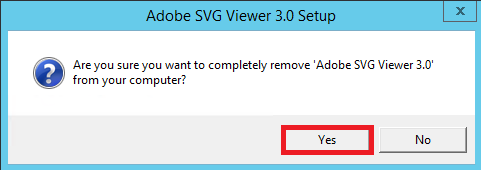 Adobe SVG Viewer 3.0 Setup
x
Are you sure you want to completely remove 'Adobe SVG Viewer 3.0'
from your computer?
Yes
No